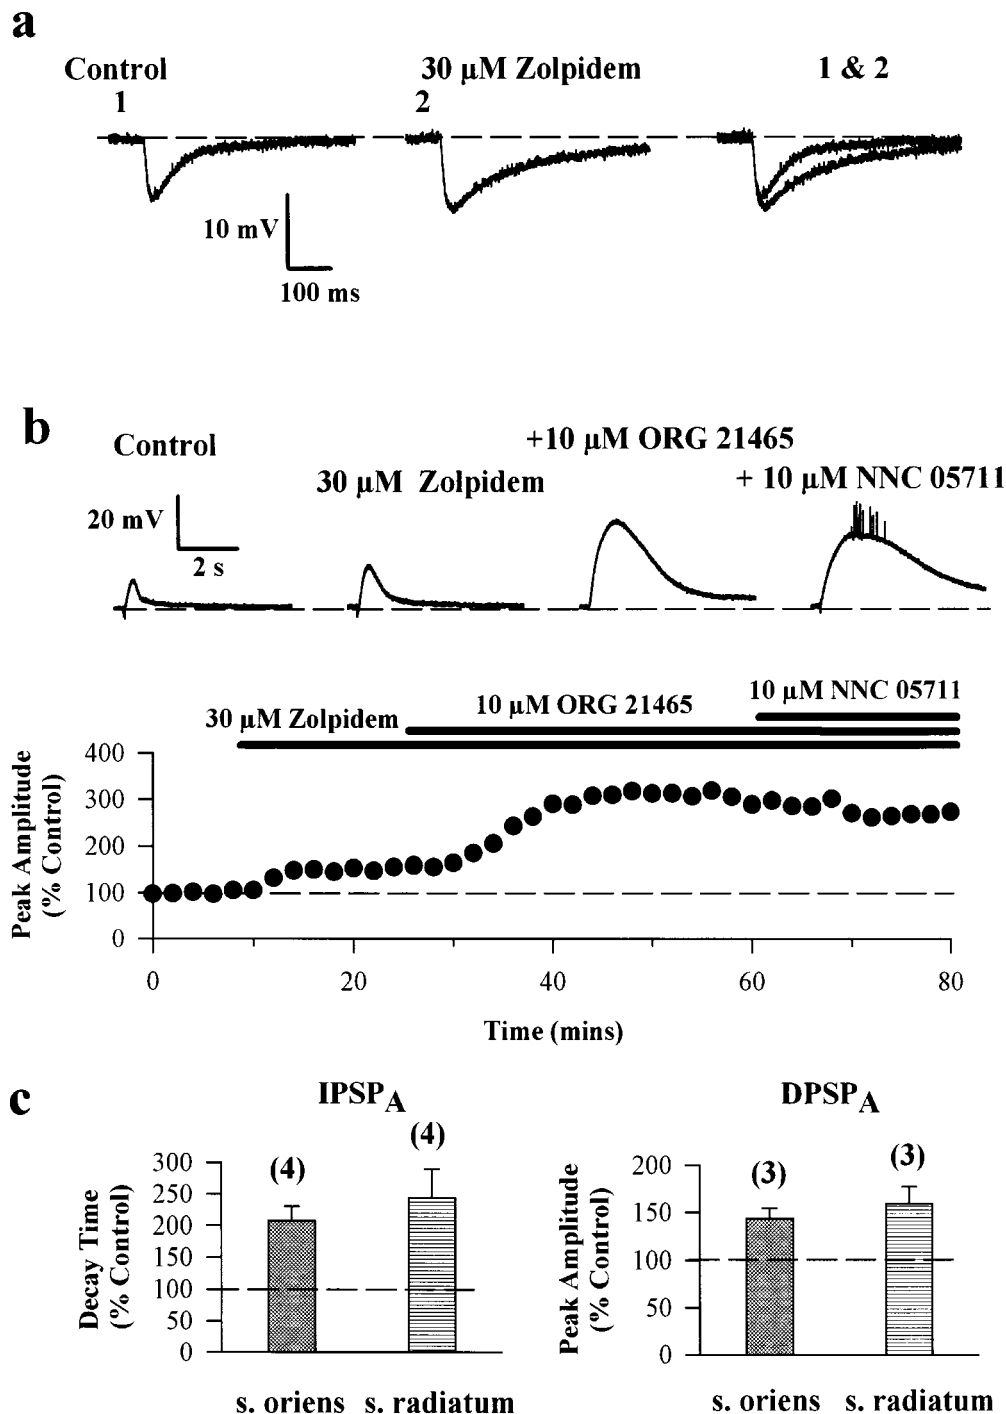 a
Control
30 µM Zolpidem
1 & 2
1
2
10 mV
100 ms
b
Control
30 µM Zolpidem
+10 µM ORG 21465
+ 10 µM NNC 05711
20 mV
2 s
30 µM Zolpidem
10 µM ORG 21465
10 µM NNC 05711
Peak Amplitude
(% Control)
400
300
200
100
0
0
20
40
60
80
Time (mins)
c
IPSPA
Decay Time
(% Control)
300
250
200
150
100
50
0
(4)
(4)
s. oriens
s. radiatum
DPSPA
Peak Amplitude
(% Control)
200
150
100
50
0
(3)
(3)
s. oriens
s. radiatum